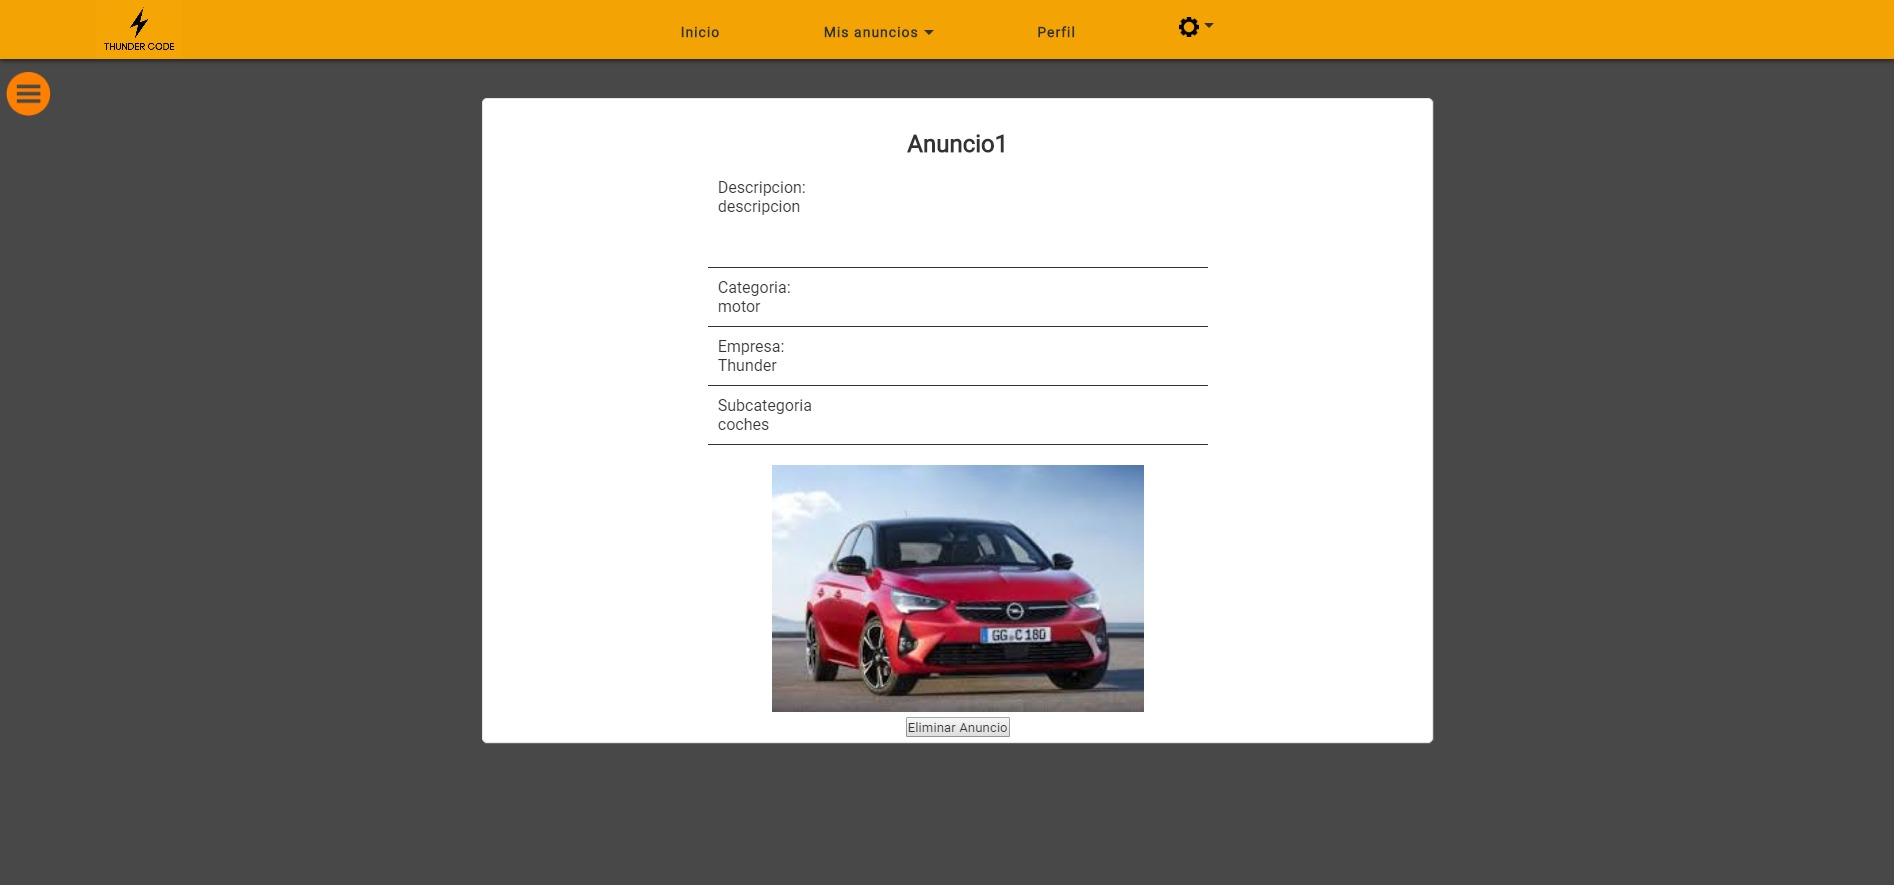 THUNDER CODE
Inicio
Mis anuncios
Perfil
Anuncio1
Descripcion:
descripcion
Categoria:
motor
Empresa:
Thunder
Subcategoria
coches
GG C 180
Eliminar Anuncio